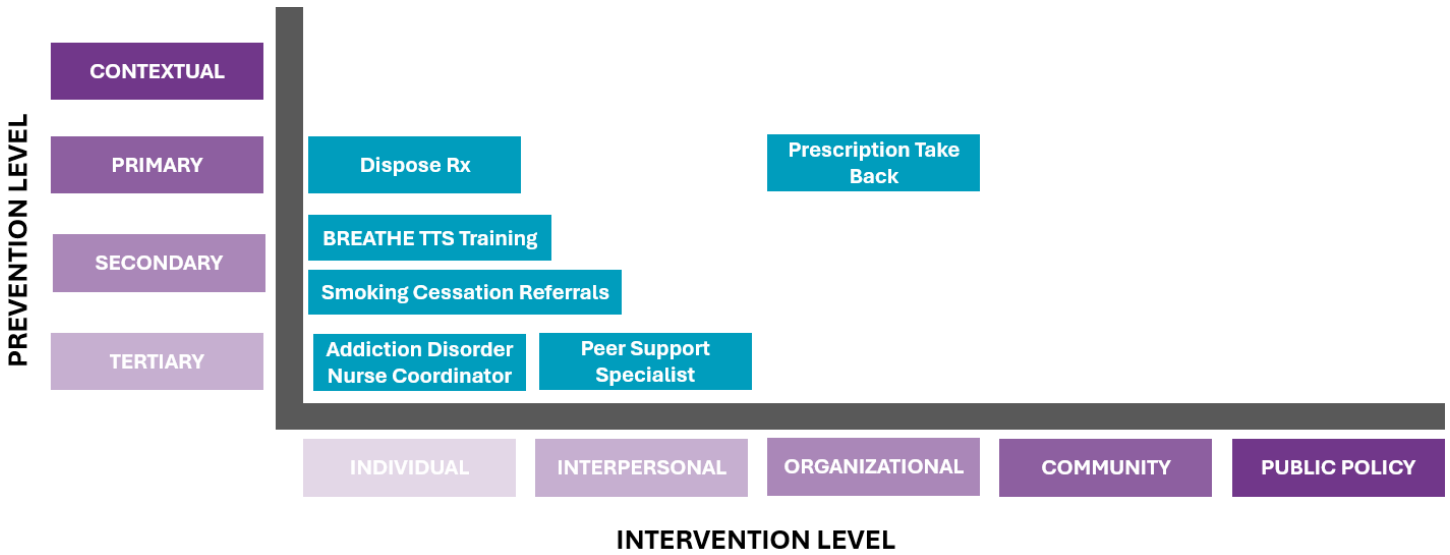 PREVENTION LEVEL
CONTEXTUAL
PRIMARY
Dispose Rx
Prescription Take
Back
SECONDARY
BREATHE TTS Training
Smoking Cessation Referrals
TERTIARY
Addiction Disorder
Nurse Coordinator
Peer Support
Specialist
INDIVIDUAL
INTERPERSONAL
ORGANIZATIONAL
COMMUNITY
PUBLIC POLICY
INTERVENTION LEVEL